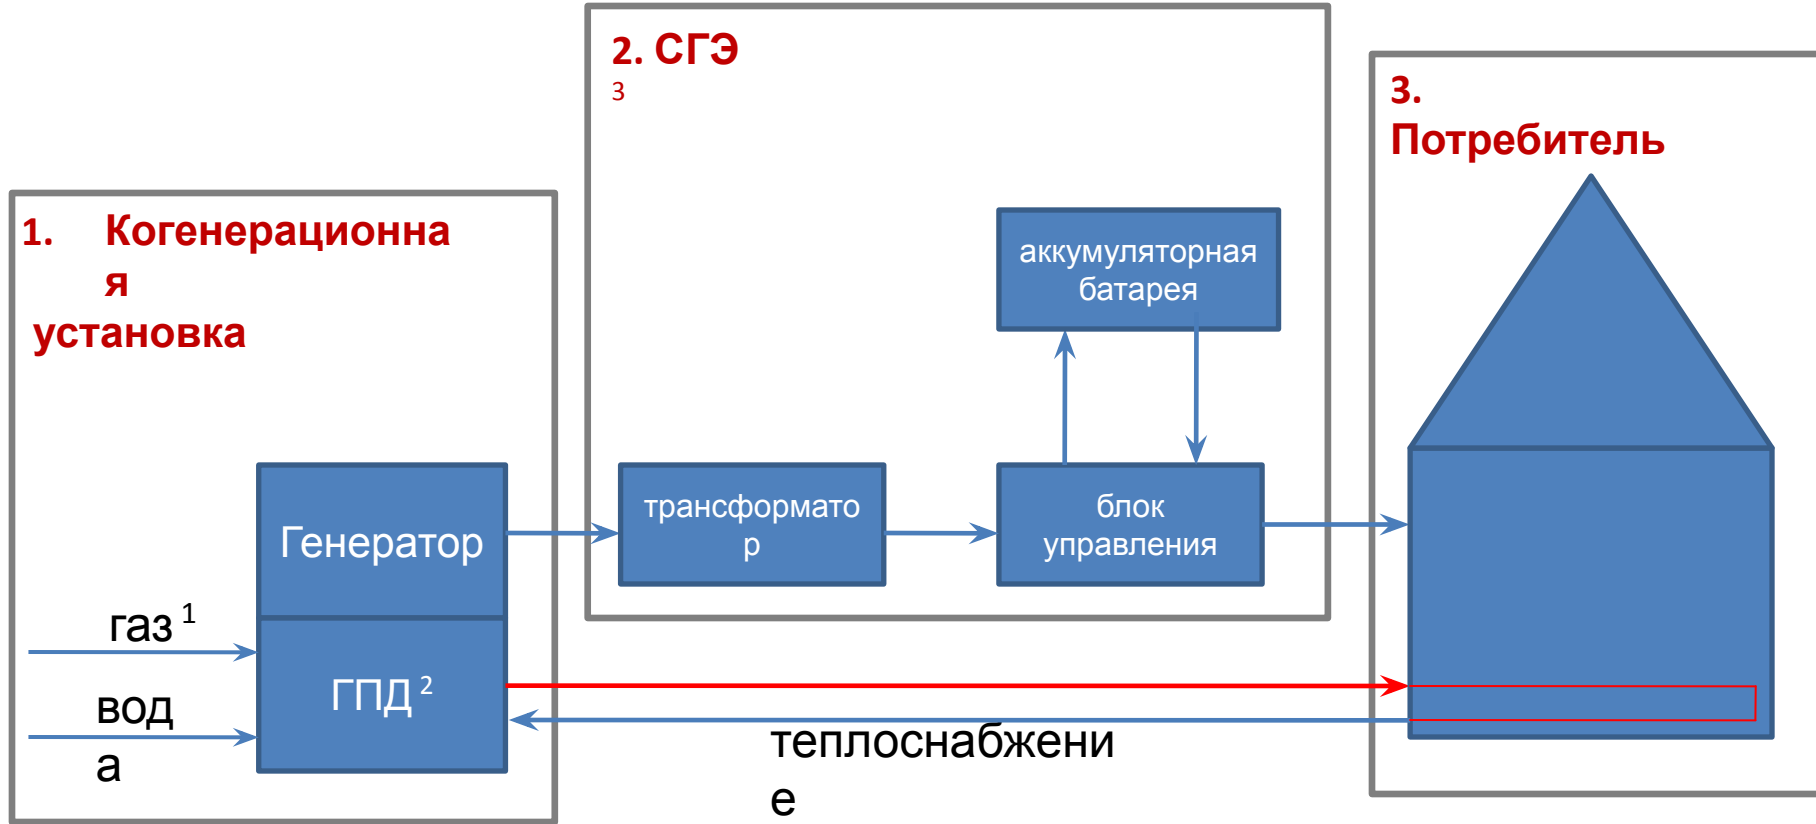 1. Когенерационна
я
установка
Генератор
газ 1
ГПД 2
вод
а
2. СГЭ
3
аккумуляторная
батарея
трансформато
р
блок
управления
теплоснабжени
е
3.
Потребитель